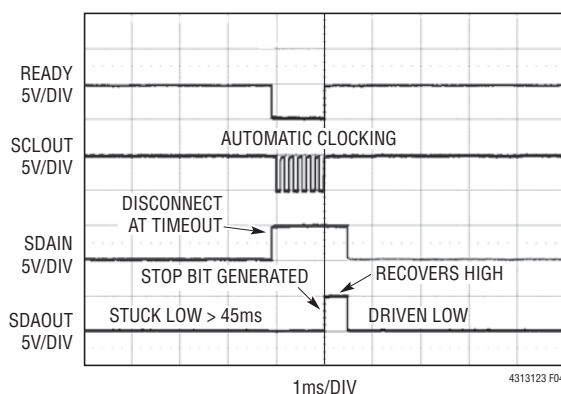 READY
5V/DIV
SCLOUT
5V/DIV
AUTOMATIC CLOCKING
DISCONNECT
AT TIMEOUT
SDAIN
5V/DIV
STOP BIT GENERATED
RECOVERS HIGH
SDAOUT
5V/DIV
STUCK LOW > 45ms
DRIVEN LOW
1ms/DIV
4313123 F04